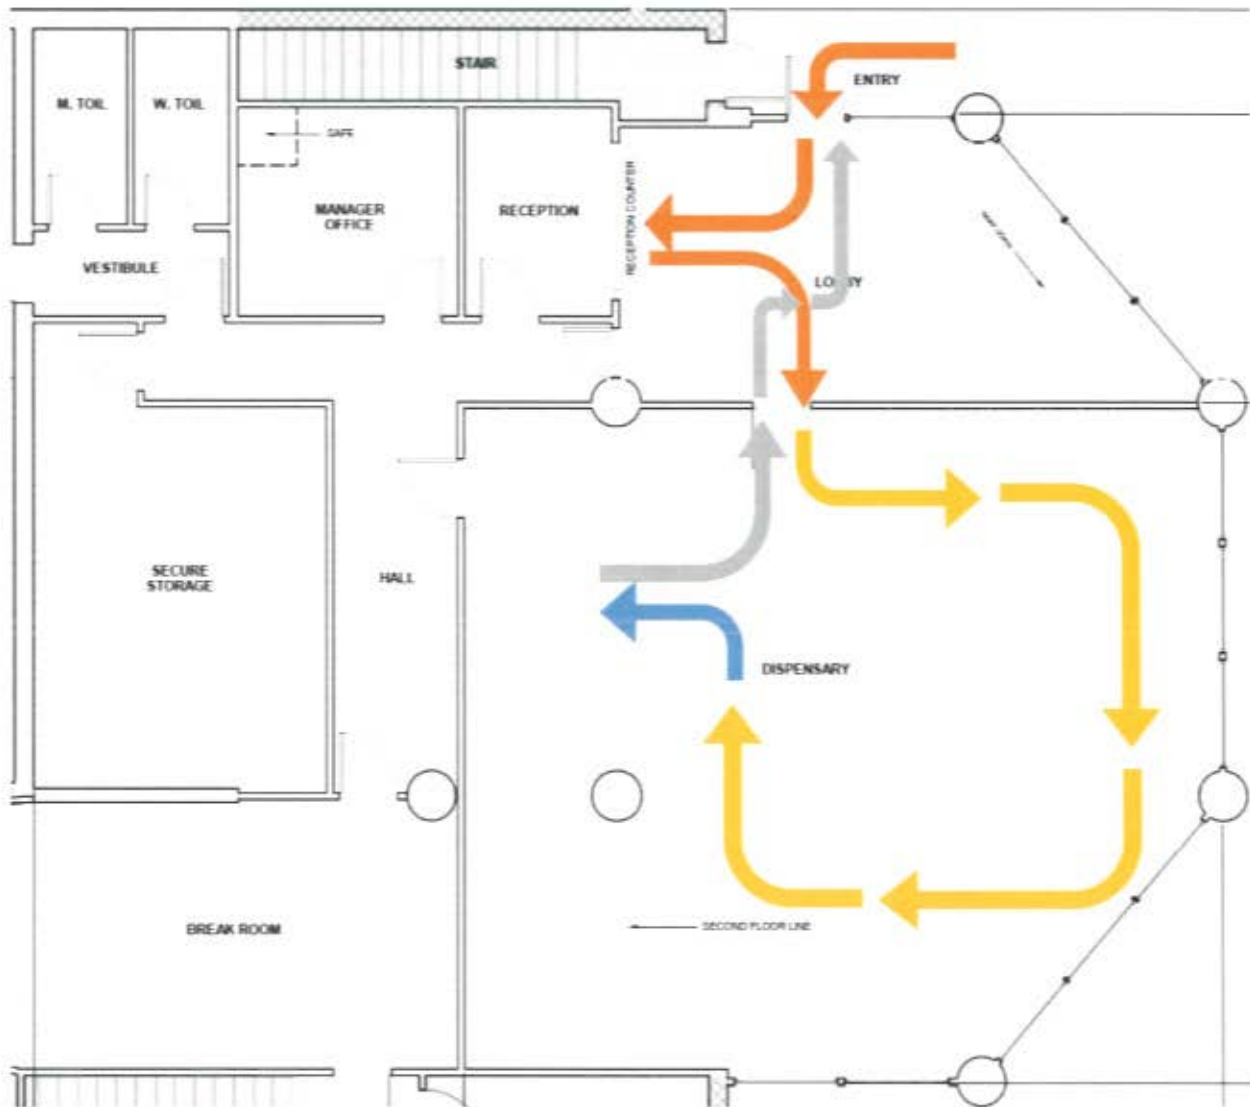 STAIR
ENTRY
M. TOIL
W. TOIL
SAFE
MANAGER
OFFICE
RECEPTION
RECEPTION COUNTER
VESTIBULE
LOBBY
SECURE
STORAGE
HALL
DISPENSARY
BREAK ROOM
SECOND FLOOR LINE